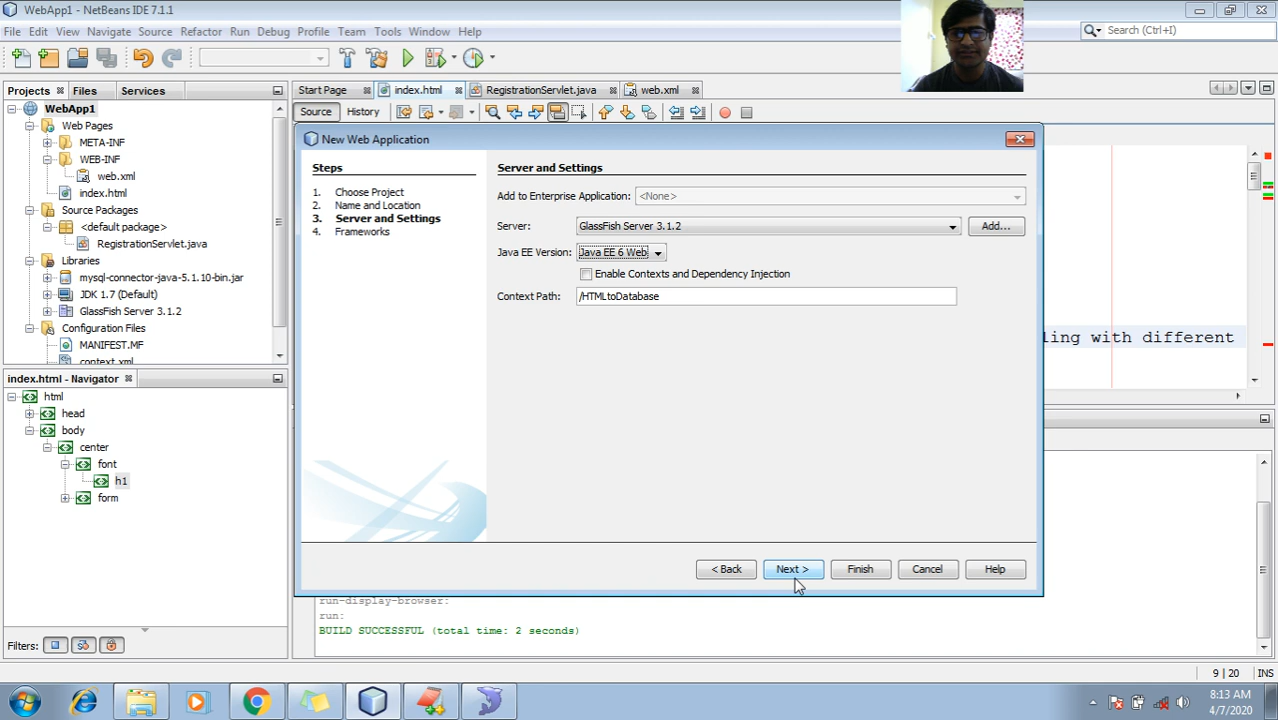 WebApp1 - NetBeans IDE 7.1.1
File Edit View Navigate Source Refactor Run Debug Profile Team Tools Window Help
Search (Ctrl+I)
Projects Files Services
Start Page index.html RegistrationServlet.java web.xml
Source History
WebApp1
Web Pages
META-INF
WEB-INF
web.xml
index.html
Source Packages
<default package>
RegistrationServlet.java
Libraries
mysql-connector-java-5.1.10-bin.jar
JDK 1.7 (Default)
GlassFish Server 3.1.2
Configuration Files
MANIFEST.MF
context.xml
index.html - Navigator
html
head
body
center
font
h1
form
Filters:
New Web Application
Steps
1. Choose Project
2. Name and Location
3. Server and Settings
4. Frameworks
Server and Settings
Add to Enterprise Application: <None>
Server: GlassFish Server 3.1.2 Add...
Java EE Version: Java EE 6 Web
Enable Contexts and Dependency Injection
Context Path: /HTMLtoDatabase
< Back Next > Finish Cancel Help
ling with different
run-display-browser:
run:
BUILD SUCCESSFUL (total time: 2 seconds)
9 | 20 INS
8:13 AM
4/7/2020